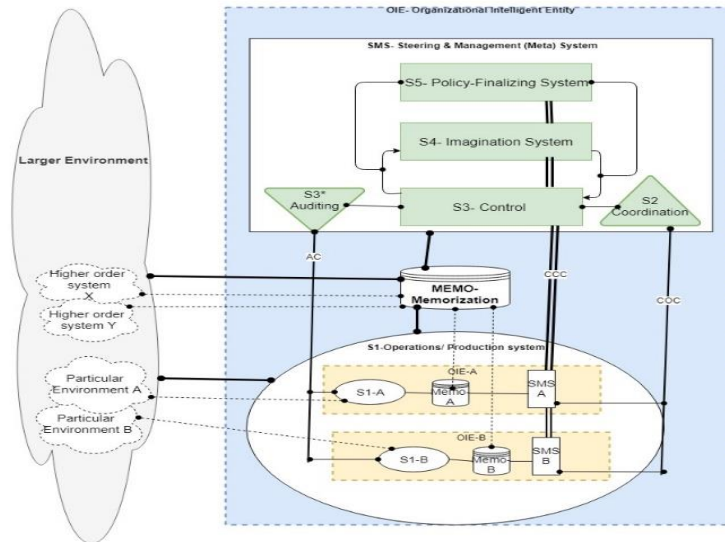 OIE- Organizational Intelligent Entity
SMS- Steering & Management (Meta) System
S5- Policy-Finalizing System
S4- Imagination System
Larger Environment
S3*
Auditing
S3- Control
S2
Coordination
AC
CCC
COC
Higher order
system
X
Higher order
system Y
MEMO-
Memorization
S1-Operations/ Production system
Particular
Environment A
Particular
Environment B
OIE-A
S1-A
Memo-
A
SMS
A
OIE-B
S1-B
Memo-
B
SMS
B